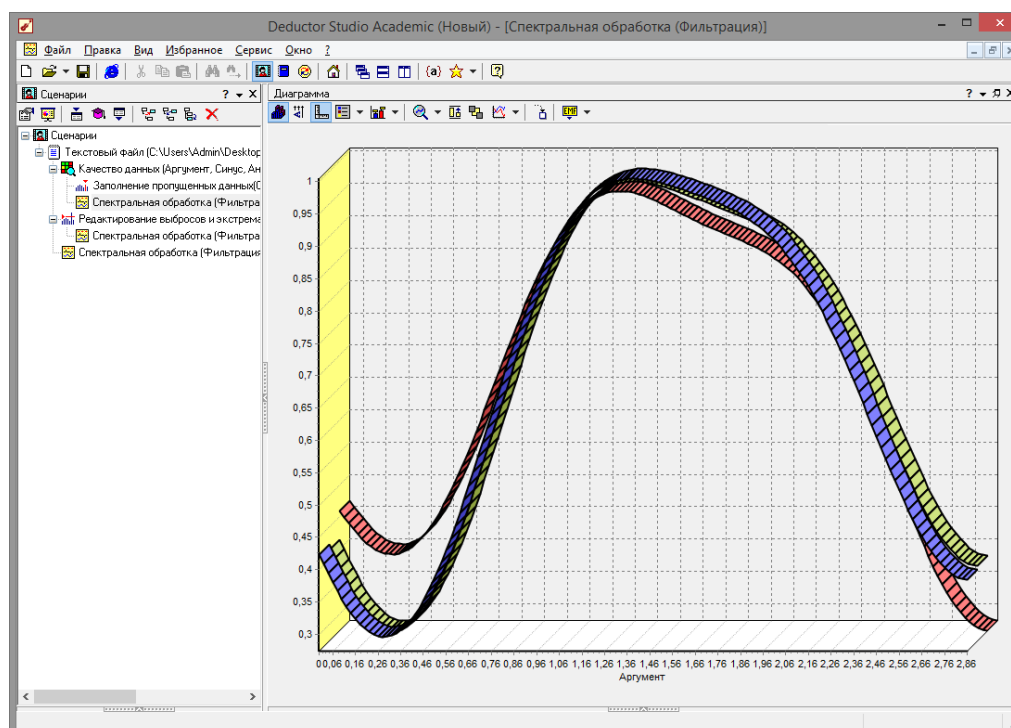 Deductor Studio Academic (Новый) - [Спектральная обработка (Фильтрация)]
Файл Правка Вид Избранное Сервис Окно ?
Сценарии ?
Диаграмма ?
{a}
EMF
Сценарии
Текстовый файл (C:\Users\Admin\Desktop
Качество данных (Аргумент, Синус, Ан
Заполнение пропущенных данных(С
Спектральная обработка (Фильтра
Редактирование выбросов и экстрема
Спектральная обработка (Фильтра
Спектральная обработка (Фильтрация
1
0,95
0,9
0,85
0,8
0,75
0,7
0,65
0,6
0,55
0,5
0,45
0,4
0,35
0,3
0 0,06 0,16 0,26 0,36 0,46 0,56 0,66 0,76 0,86 0,96 1,06 1,16 1,26 1,36 1,46 1,56 1,66 1,76 1,86 1,96 2,06 2,16 2,26 2,36 2,46 2,56 2,66 2,76 2,86
Аргумент